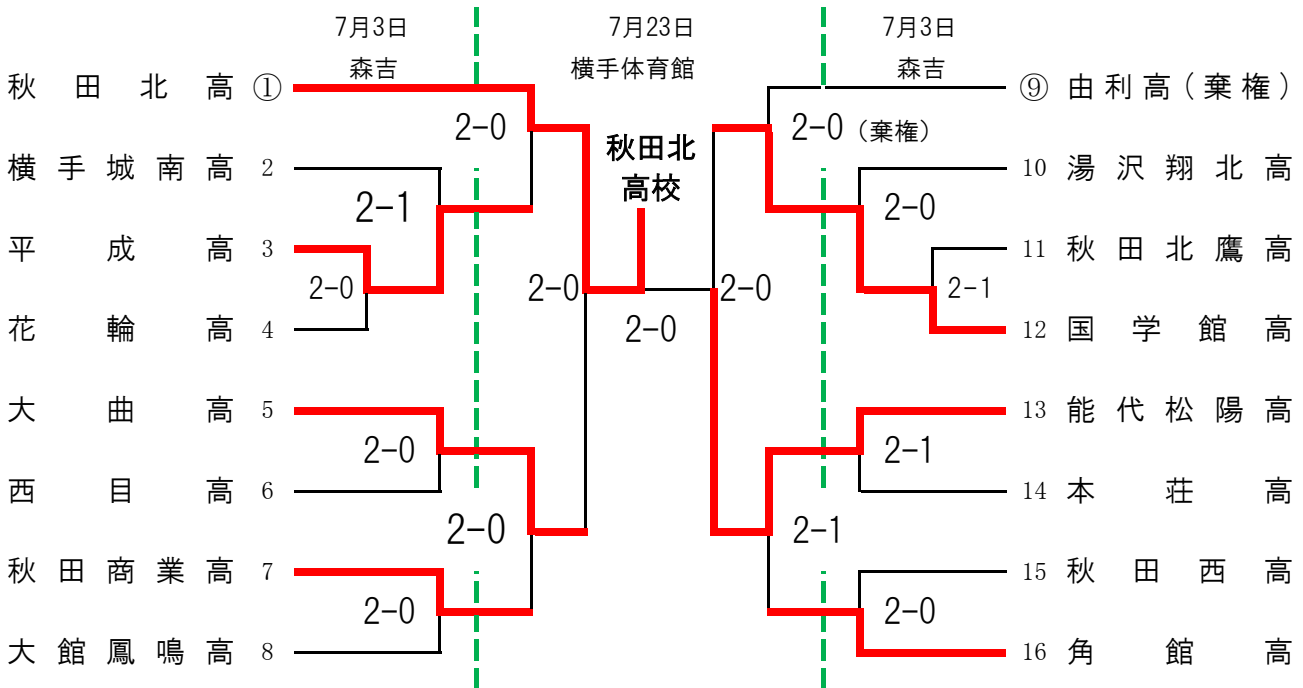 7月3日 7月23日 7月3日
森吉 横手体育館 森吉
秋田北高 ① ⑨ 由利高(棄権)
2-0 2-0 (棄権)
秋田北
高校
横手城南高 2 10 湯沢翔北高
2-1 2-0
平成高 3 11 秋田北鷹高
2-0 2-0 2-0 2-1
花輪高 4 2-0 12 国学館高
大曲高 5 13 能代松陽高
2-0 2-1
西目高 6 14 本荘高
2-0 2-1
秋田商業高 7 15 秋田西高
2-0 2-0
大館鳳鳴高 8 16 角館高